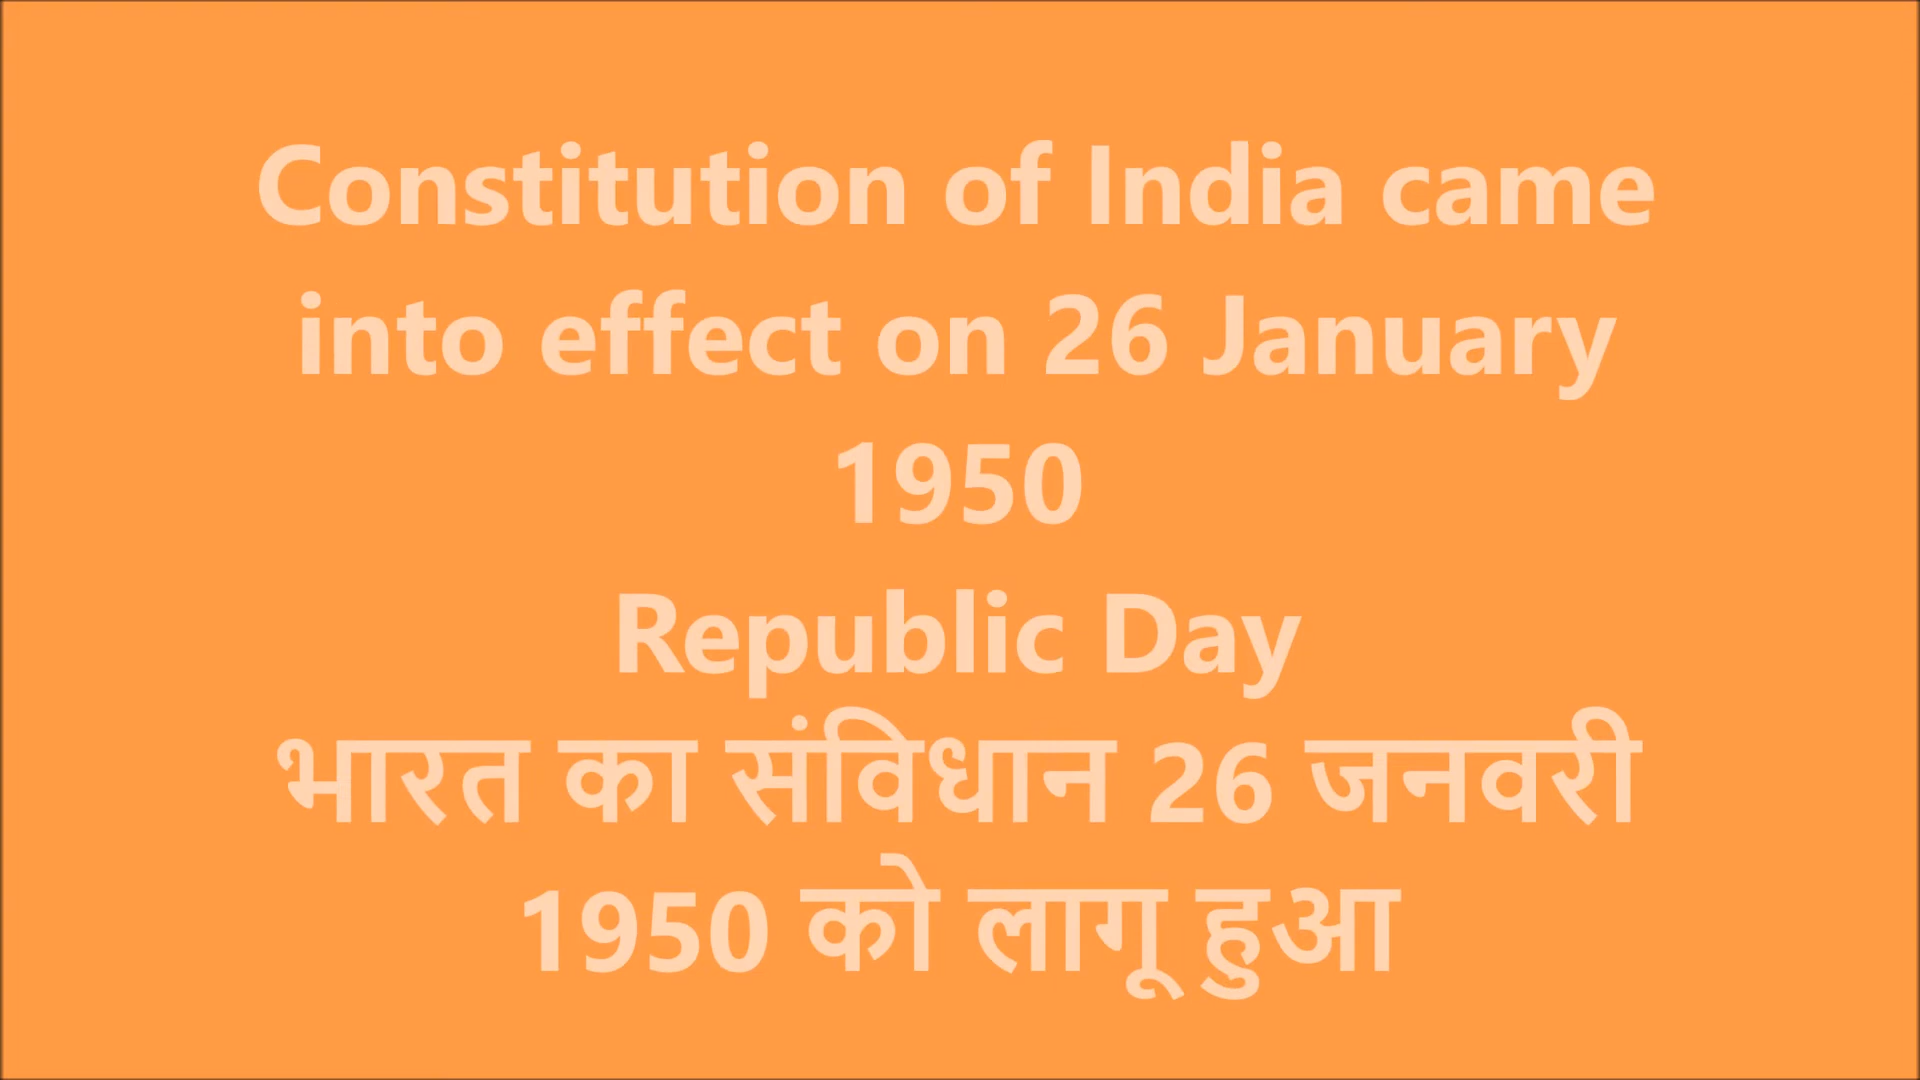 Constitution of India came
into effect on 26 January
1950
Republic Day
भारत का संविधान 26 जनवरी
1950 को लागू हुआ